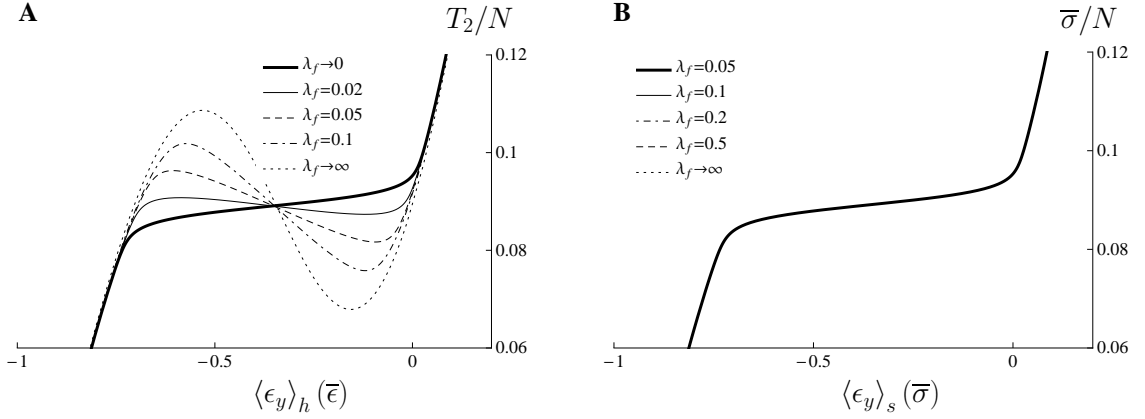 A
T₂/N
λf→0
λf=0.02
λf=0.05
λf=0.1
λf→∞
0.12
0.1
0.08
0.06
−1
−0.5
0
⟨ϵy⟩h (ϵ̅)
B
σ̅/N
λf=0.05
λf=0.1
λf=0.2
λf=0.5
λf→∞
0.12
0.1
0.08
0.06
−1
−0.5
0
⟨ϵy⟩s (σ̅)